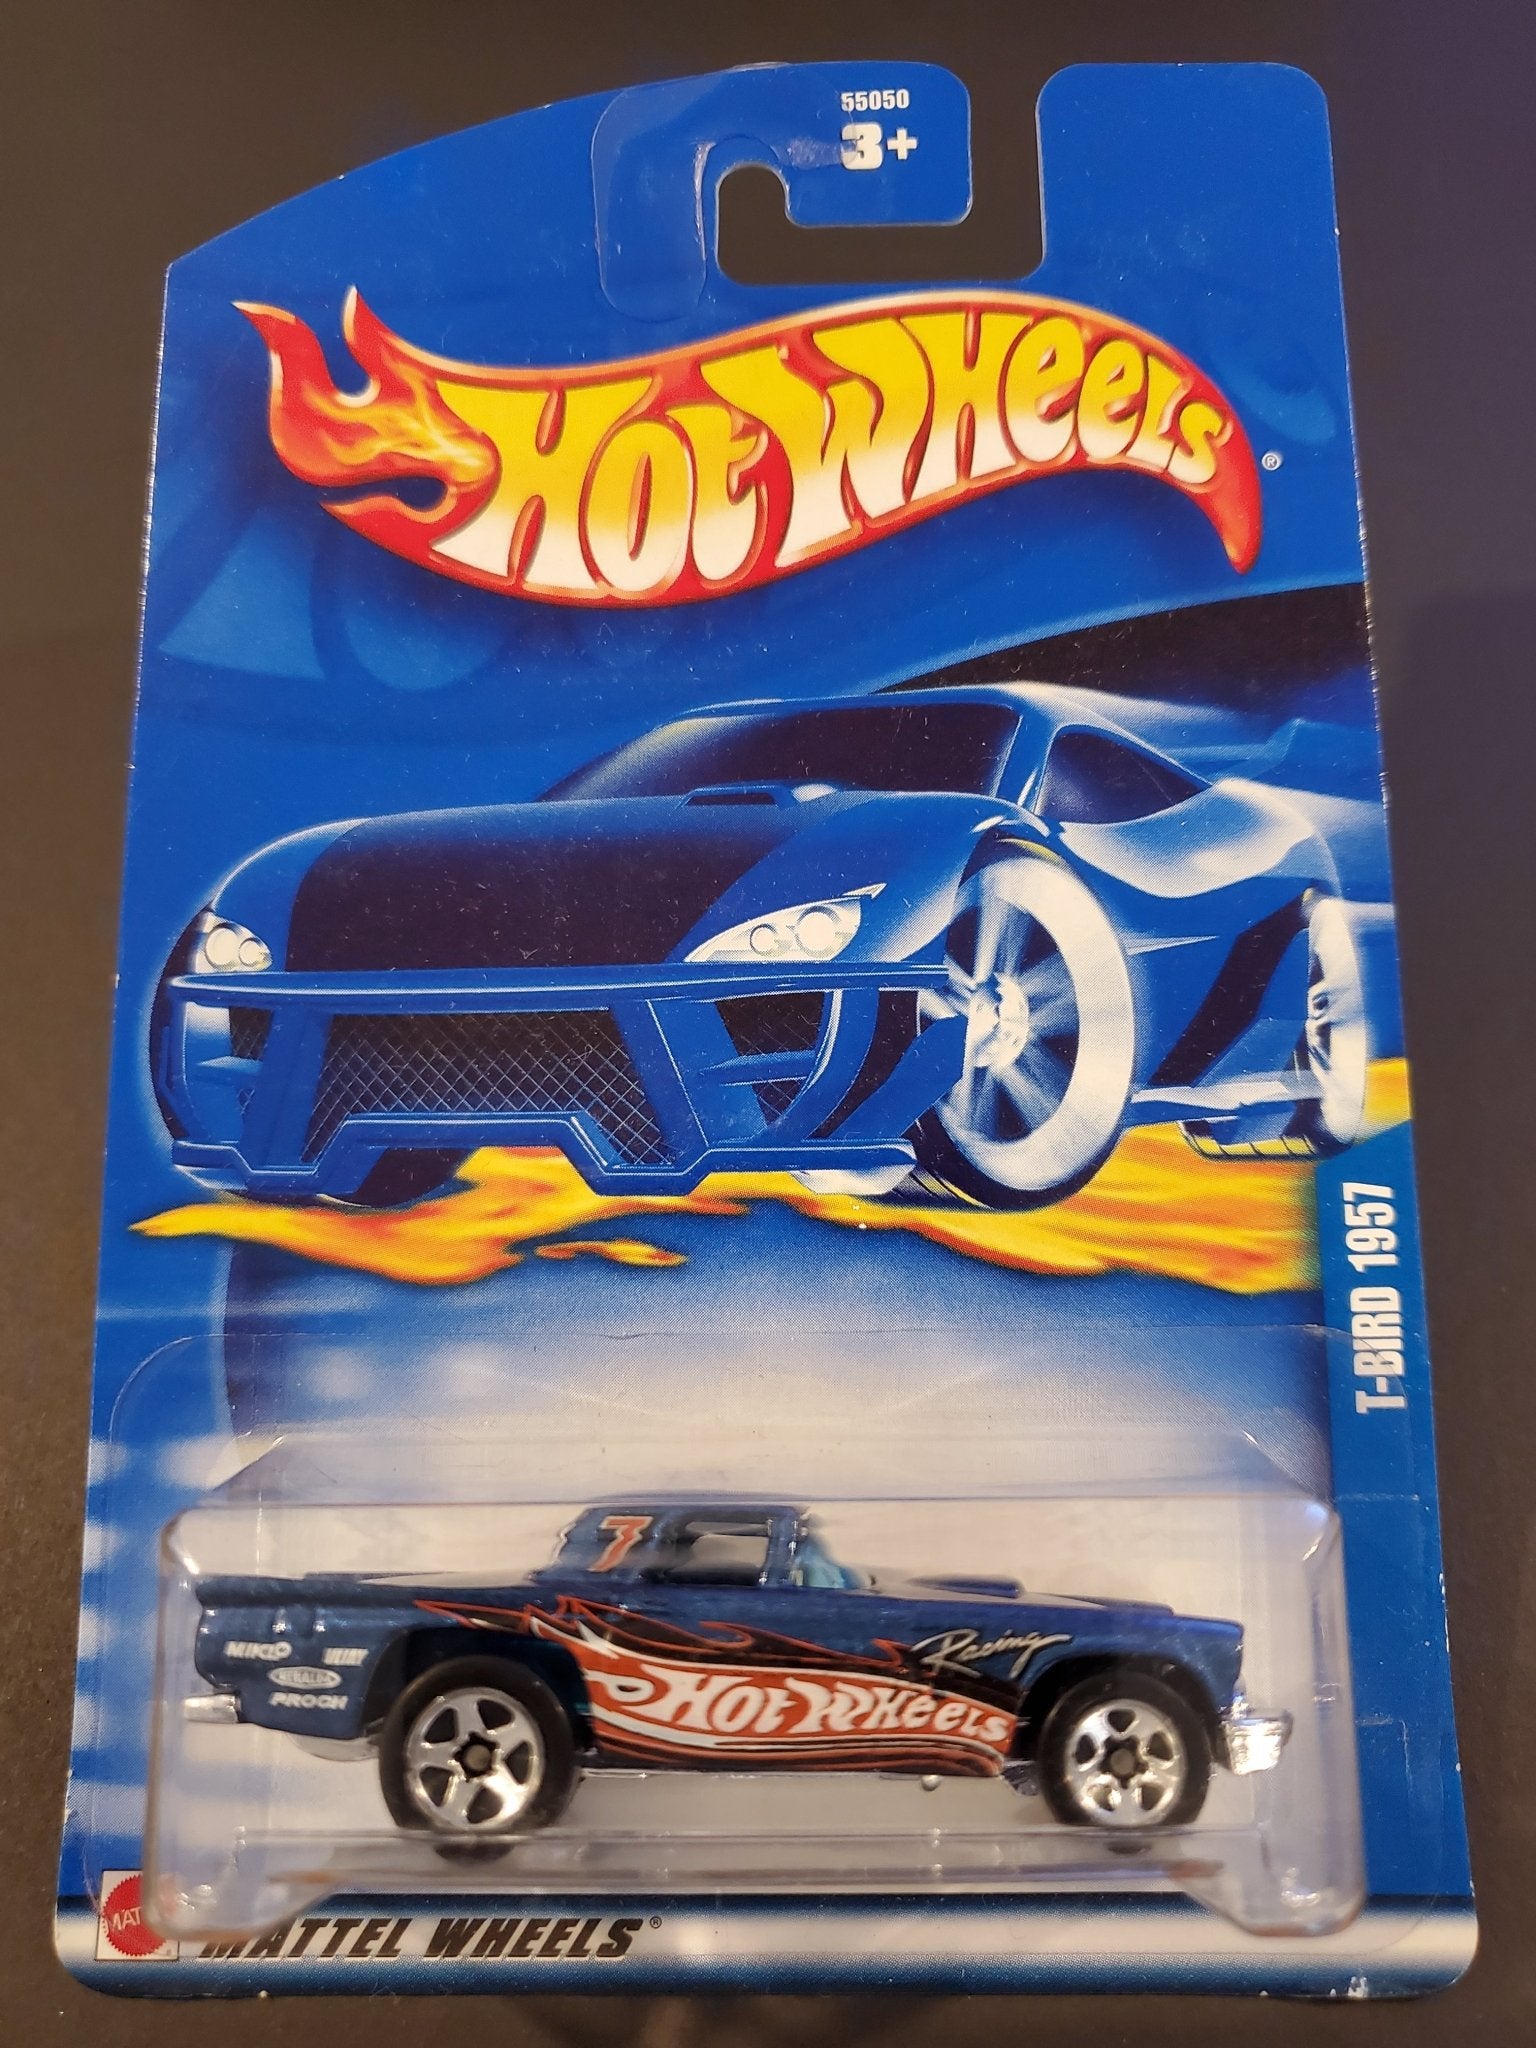 55050
3+
HOT WHEELS®
T-BIRD 1957
7
Racing
HOT WHEELS
PROCH
MATTEL WHEELS®